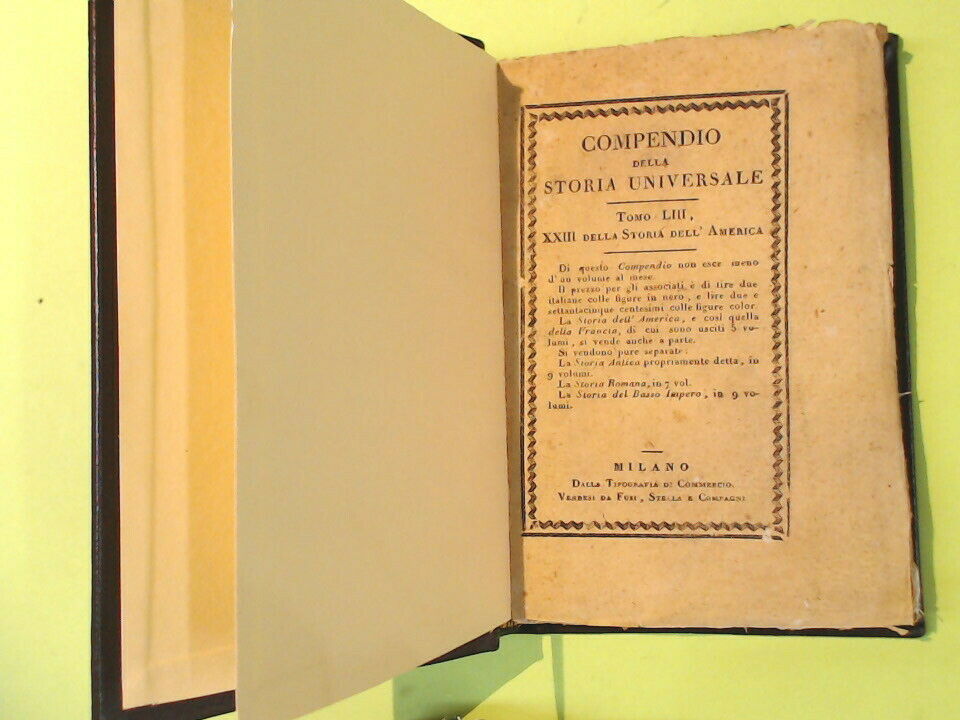 COMPENDIO
DELLA
STORIA UNIVERSALE
TOMO LIII,
XXIII DELLA STORIA DELL' AMERICA
Di questo Compendio non esce meno
d'un volume al mese.
Il prezzo per gli associati è di lire due
italiane colle figure in nero, e lire due e
settantacinque centesimi colle figure color.
La Storia dell'America, e così quella
della Francia, di cui sono usciti 5 vo-
lumi, si vende anche a parte.
Si vendono pure separate:
La Storia Antica propriamente detta, in
9 volumi.
La Storia Romana, in 7 vol.
La Storia del Basso Impero, in 9 vo-
lumi.
MILANO
DALLA TIPOGRAFIA DI COMMERCIO.
VENDESI DA FUSI, STELLA E COMPAGNI